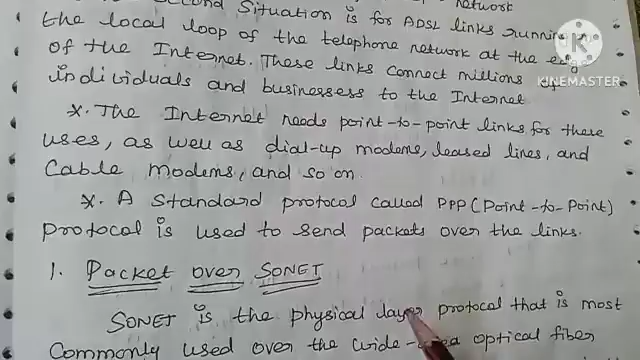 Second Situation is for ADSL links running
network
the local loop of the telephone network at the
of the Internet. These links connect millions of
individuals and businessess to the Internet
KINEMASTER
*. The Internet needs point-to-point links for these
uses, as well as dial-up modems, leased lines, and
Cable modems, and so on.
*. A standard protocol called PPP (Point-to-Point)
Protocol is used to send packets over the links.
1. Packet over SONET
SONET is the physical layer protocol that is most
Commonly used over the wide-area optical fiber